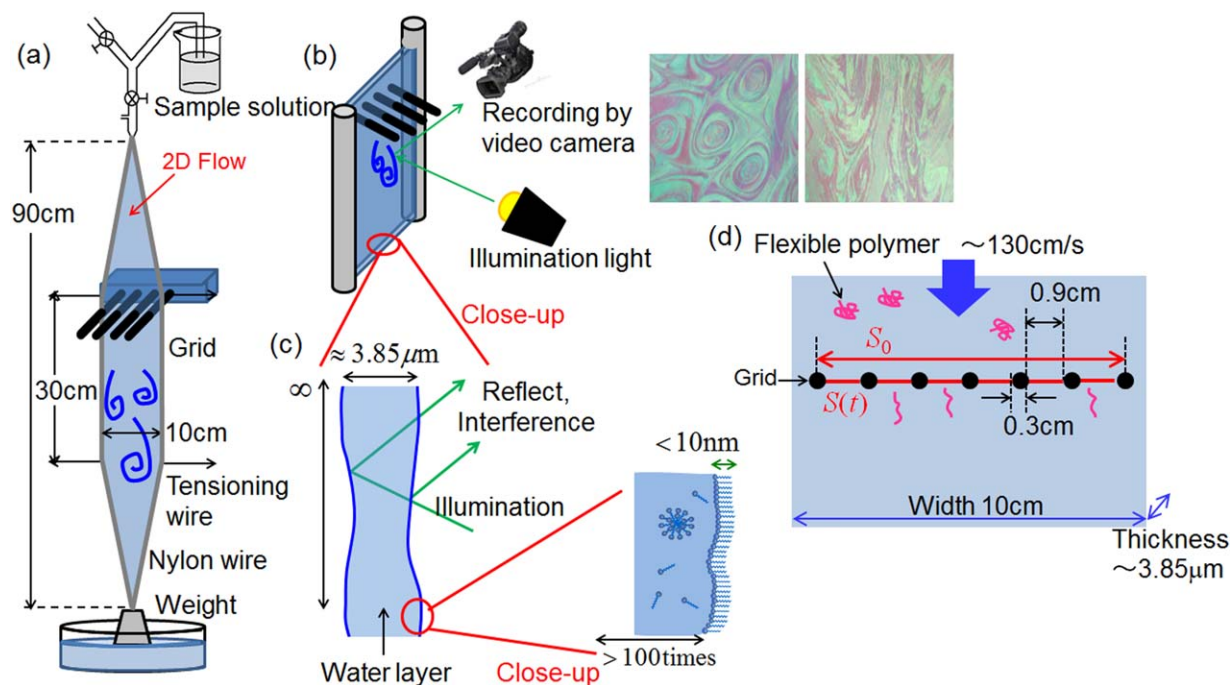 (a)
Sample solution
2D Flow
90cm
Grid
30cm
10cm
Tensioning
wire
Nylon wire
Weight
(b)
Recording by
video camera
Illumination light
Close-up
(c)
≈ 3.85μm
∞
Reflect,
Interference
Illumination
Water layer
Close-up
<10nm
>100times
(d)
Flexible polymer
~130cm/s
0.9cm
S₀
Grid
S(t)
0.3cm
Width 10cm
Thickness
~3.85μm